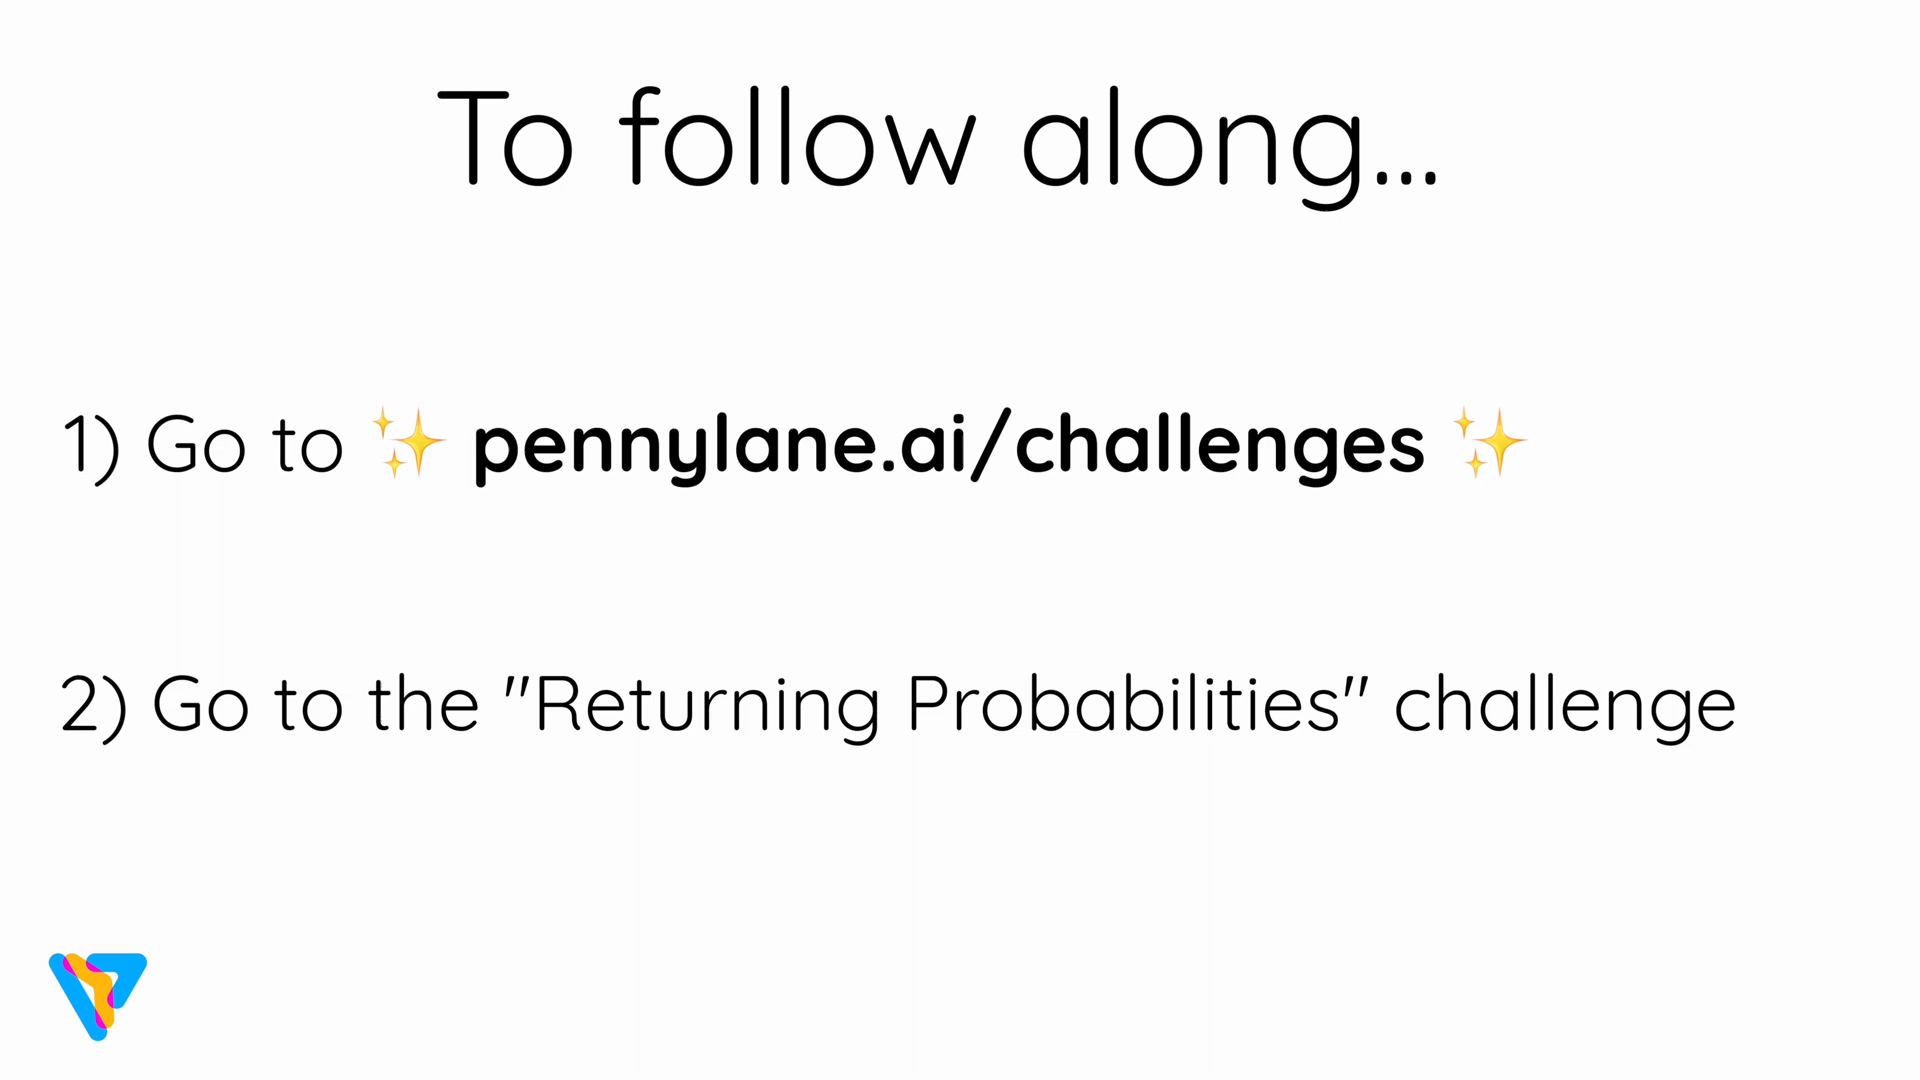 To follow along...
1) Go to ✨ pennylane.ai/challenges ✨
2) Go to the "Returning Probabilities" challenge